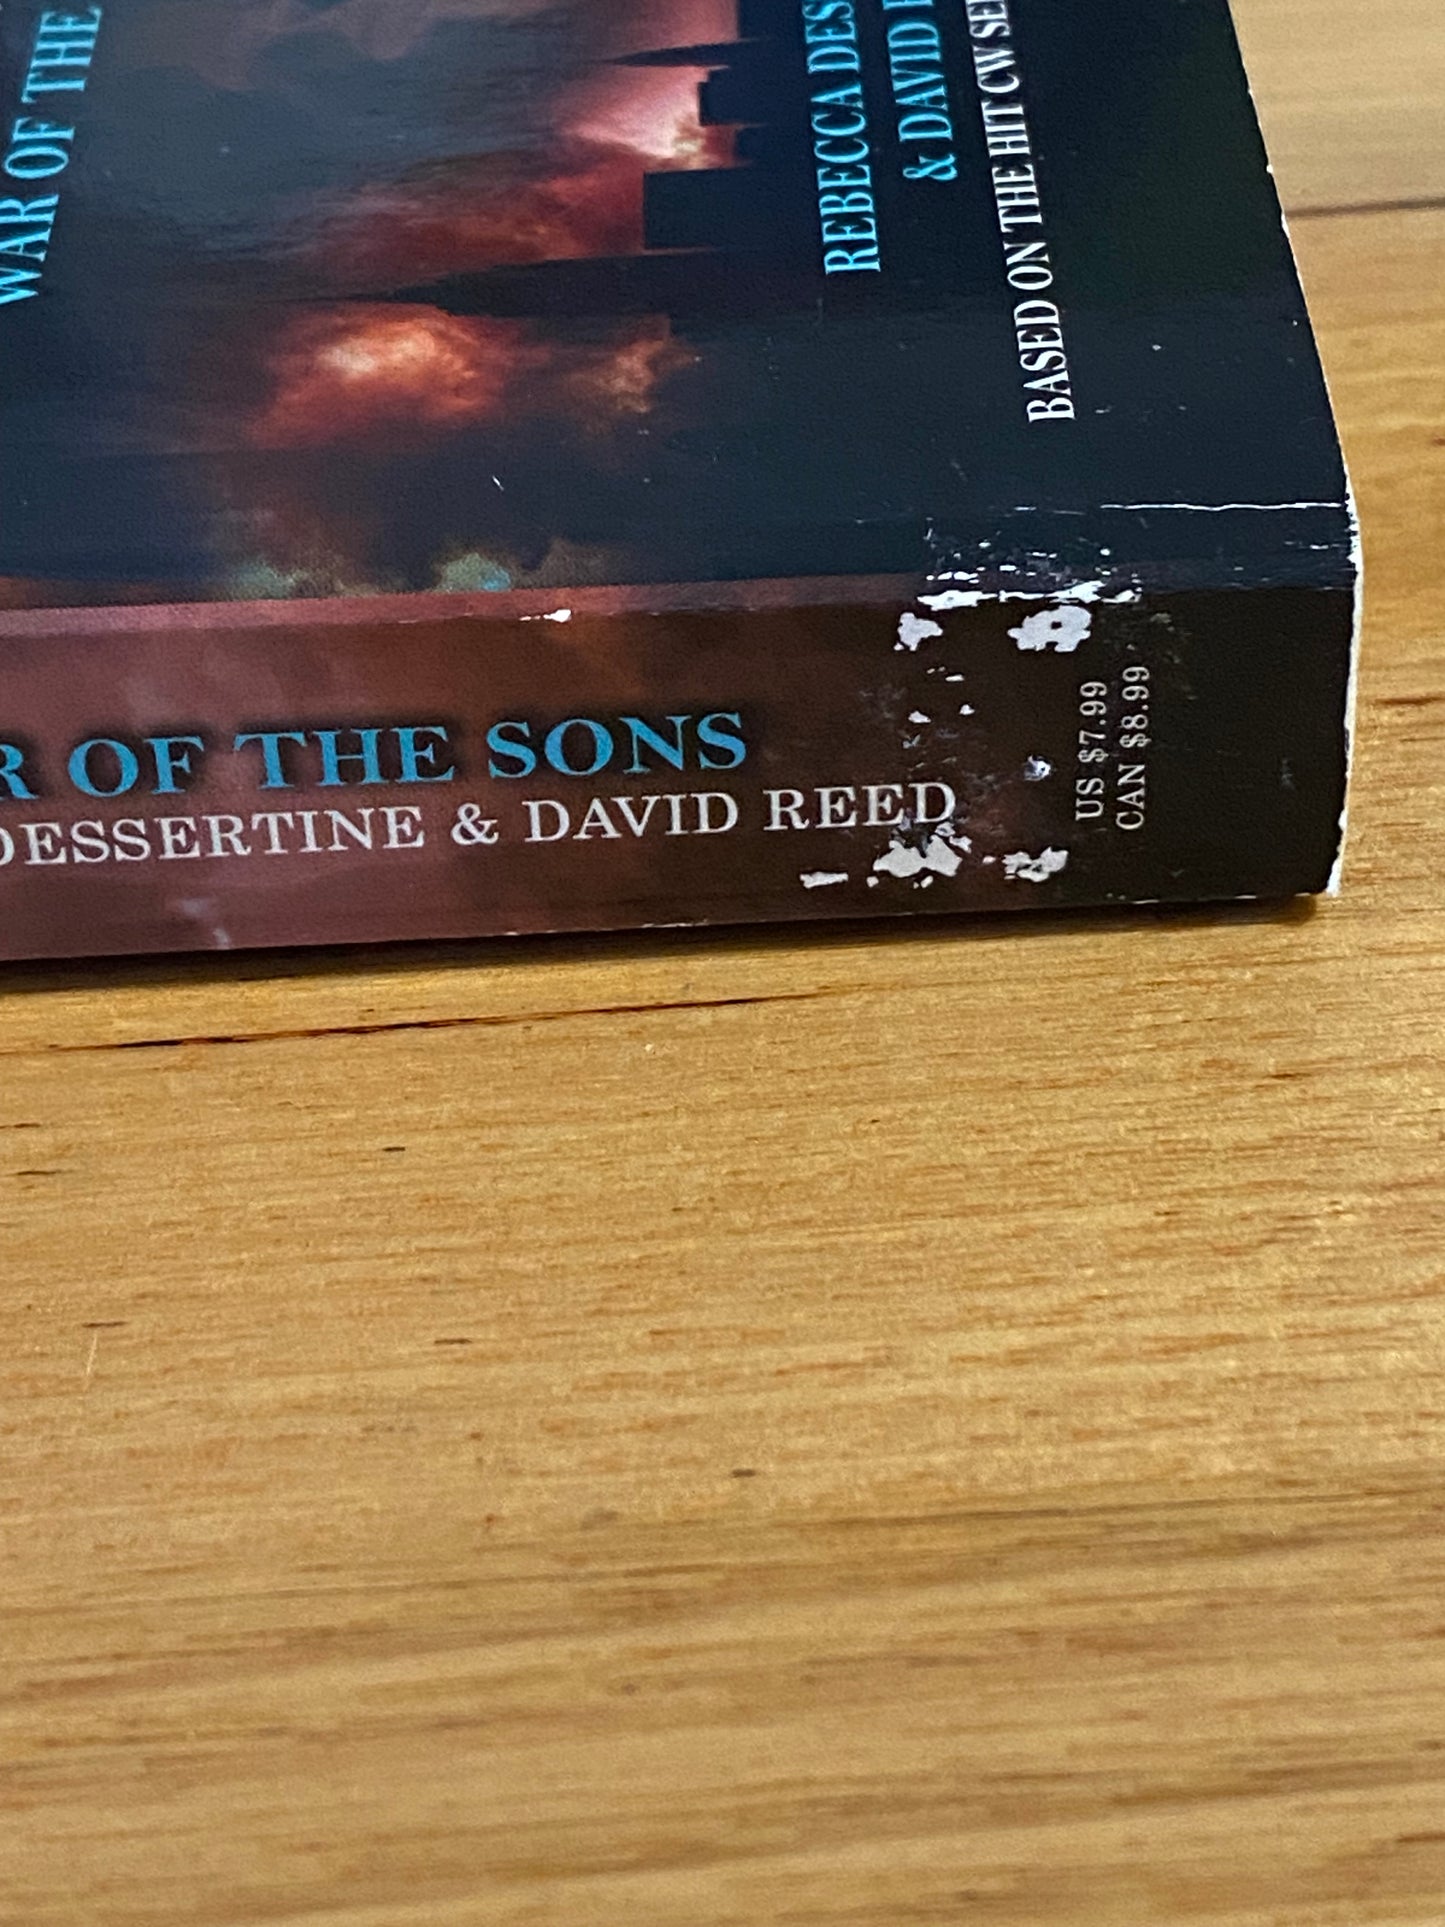 WAR OF THE
REBECCA DES
& DAVID
BASED ON THE HIT CW SE
R OF THE SONS
DESSERTINE & DAVID REED
US $7.99
CAN $8.99